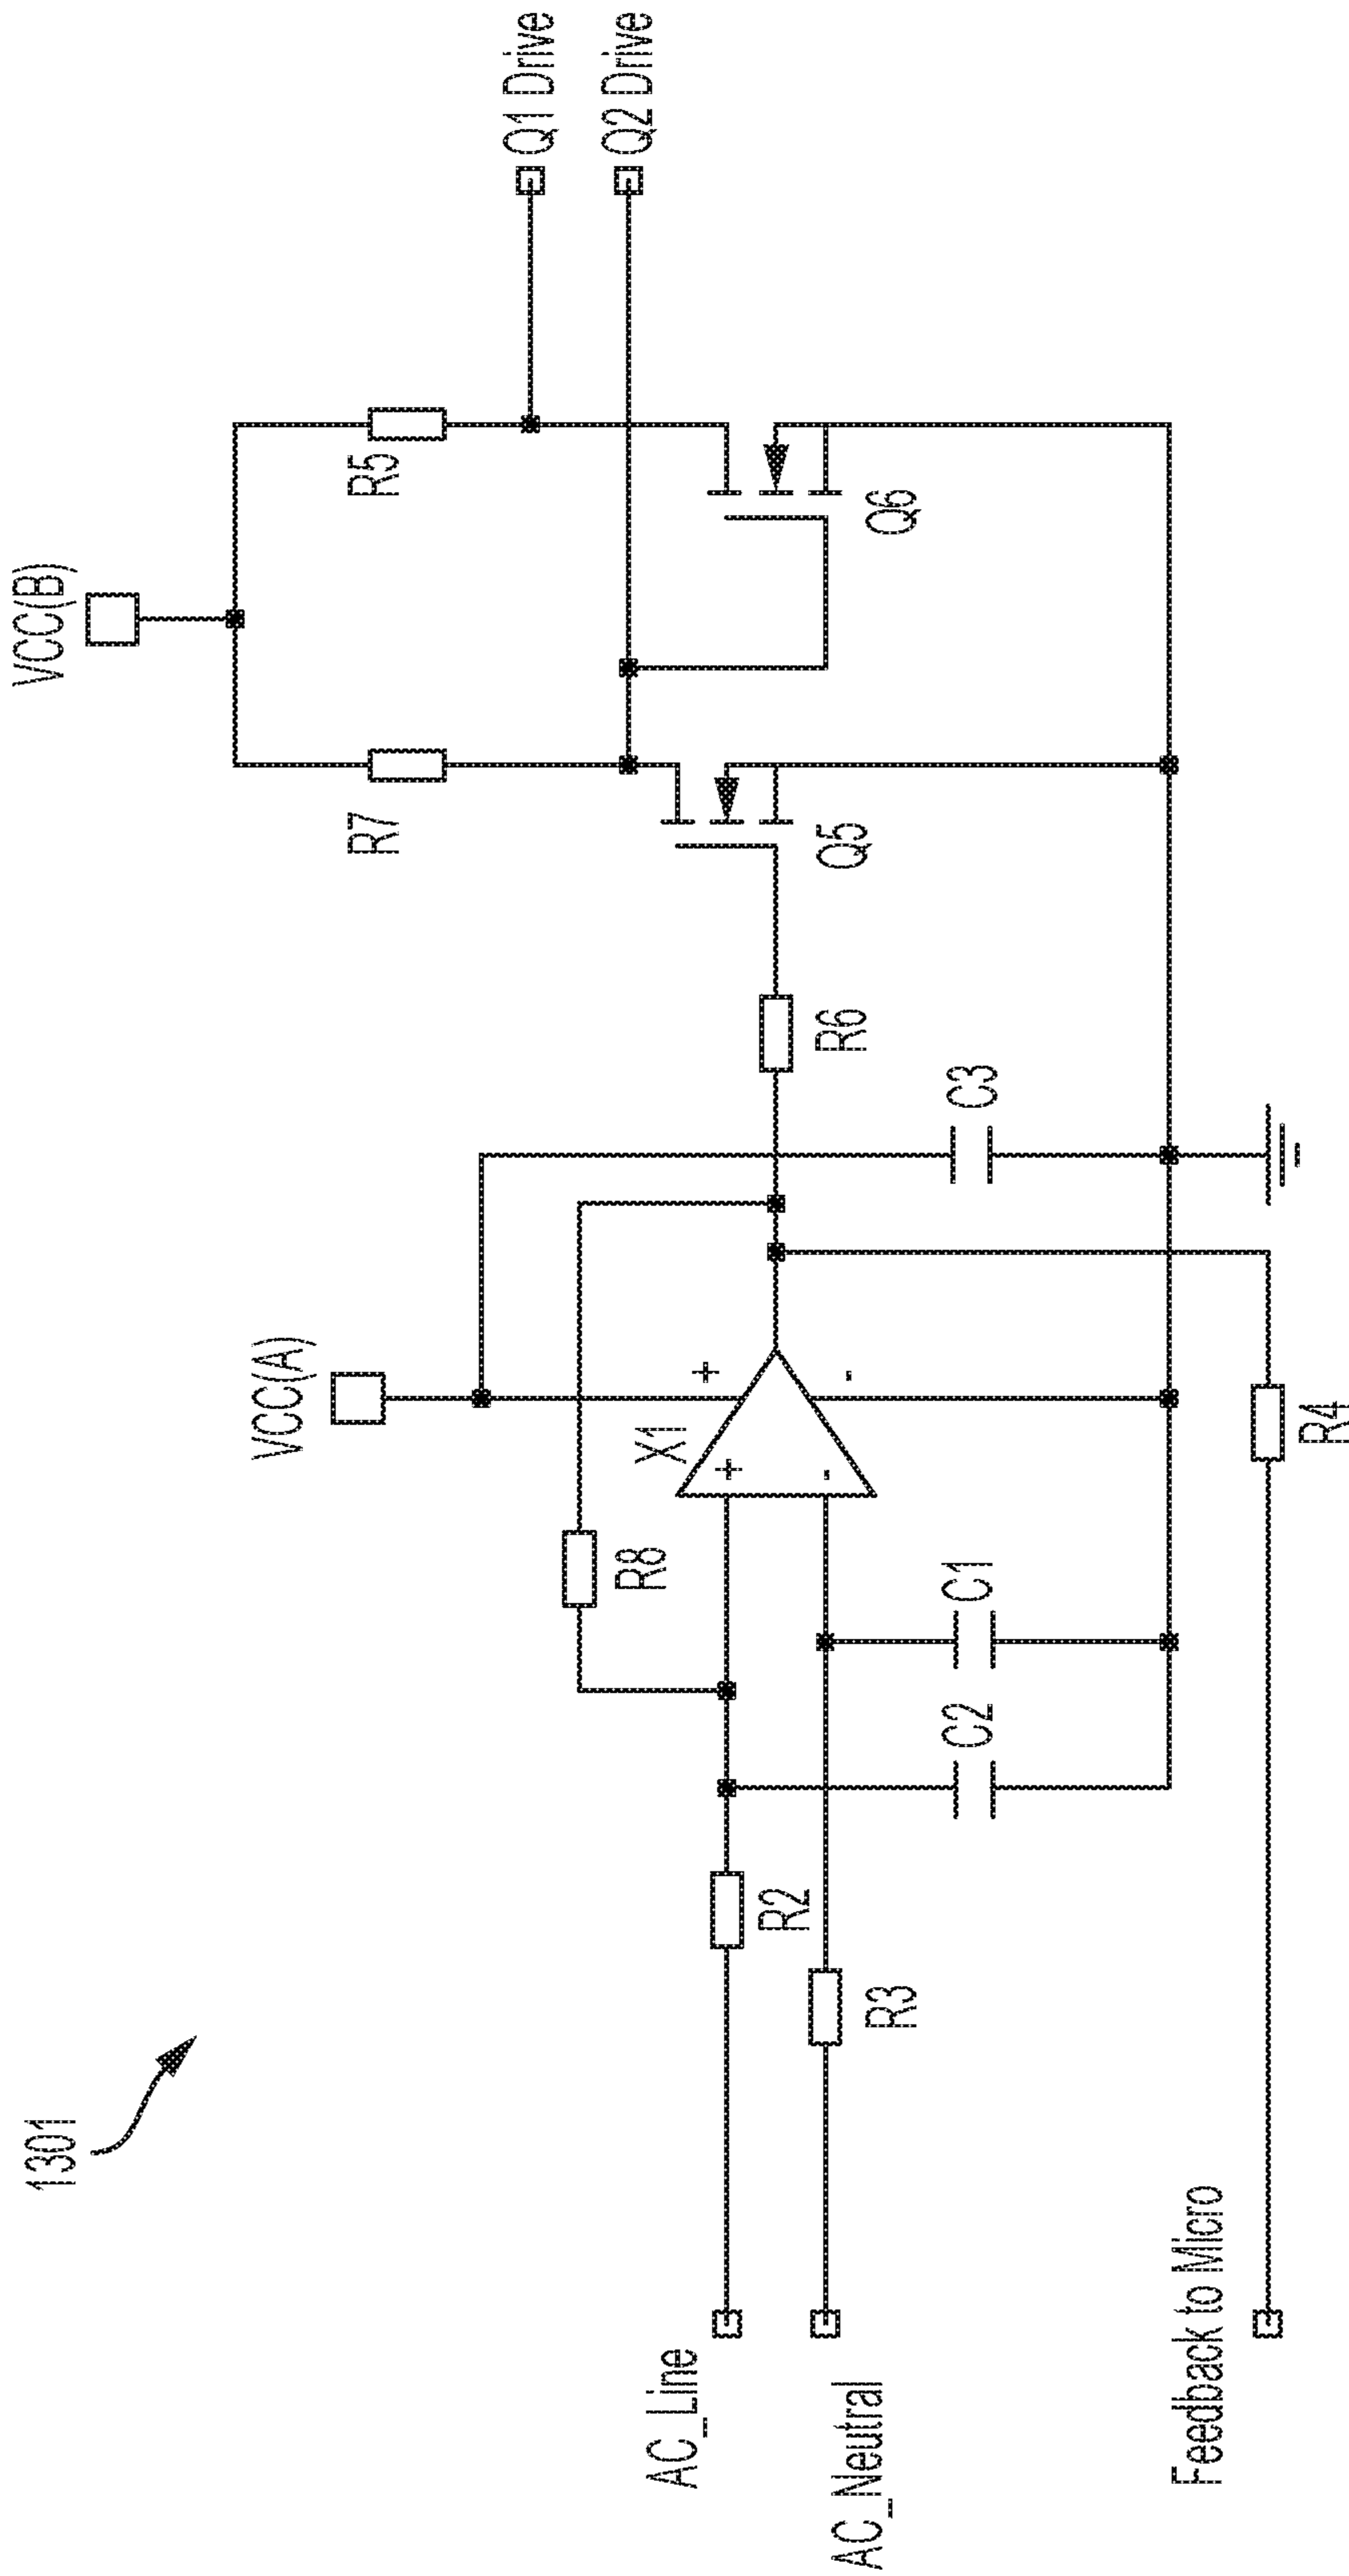 1301
VCC(B)
VCC(A)
R7
R5
Q1 Drive
Q2 Drive
R8
X1
+
+
-
-
AC_Line
R2
AC_Neutral
R3
C2
C1
C3
R6
Q5
Q6
Feedback to Micro
R4